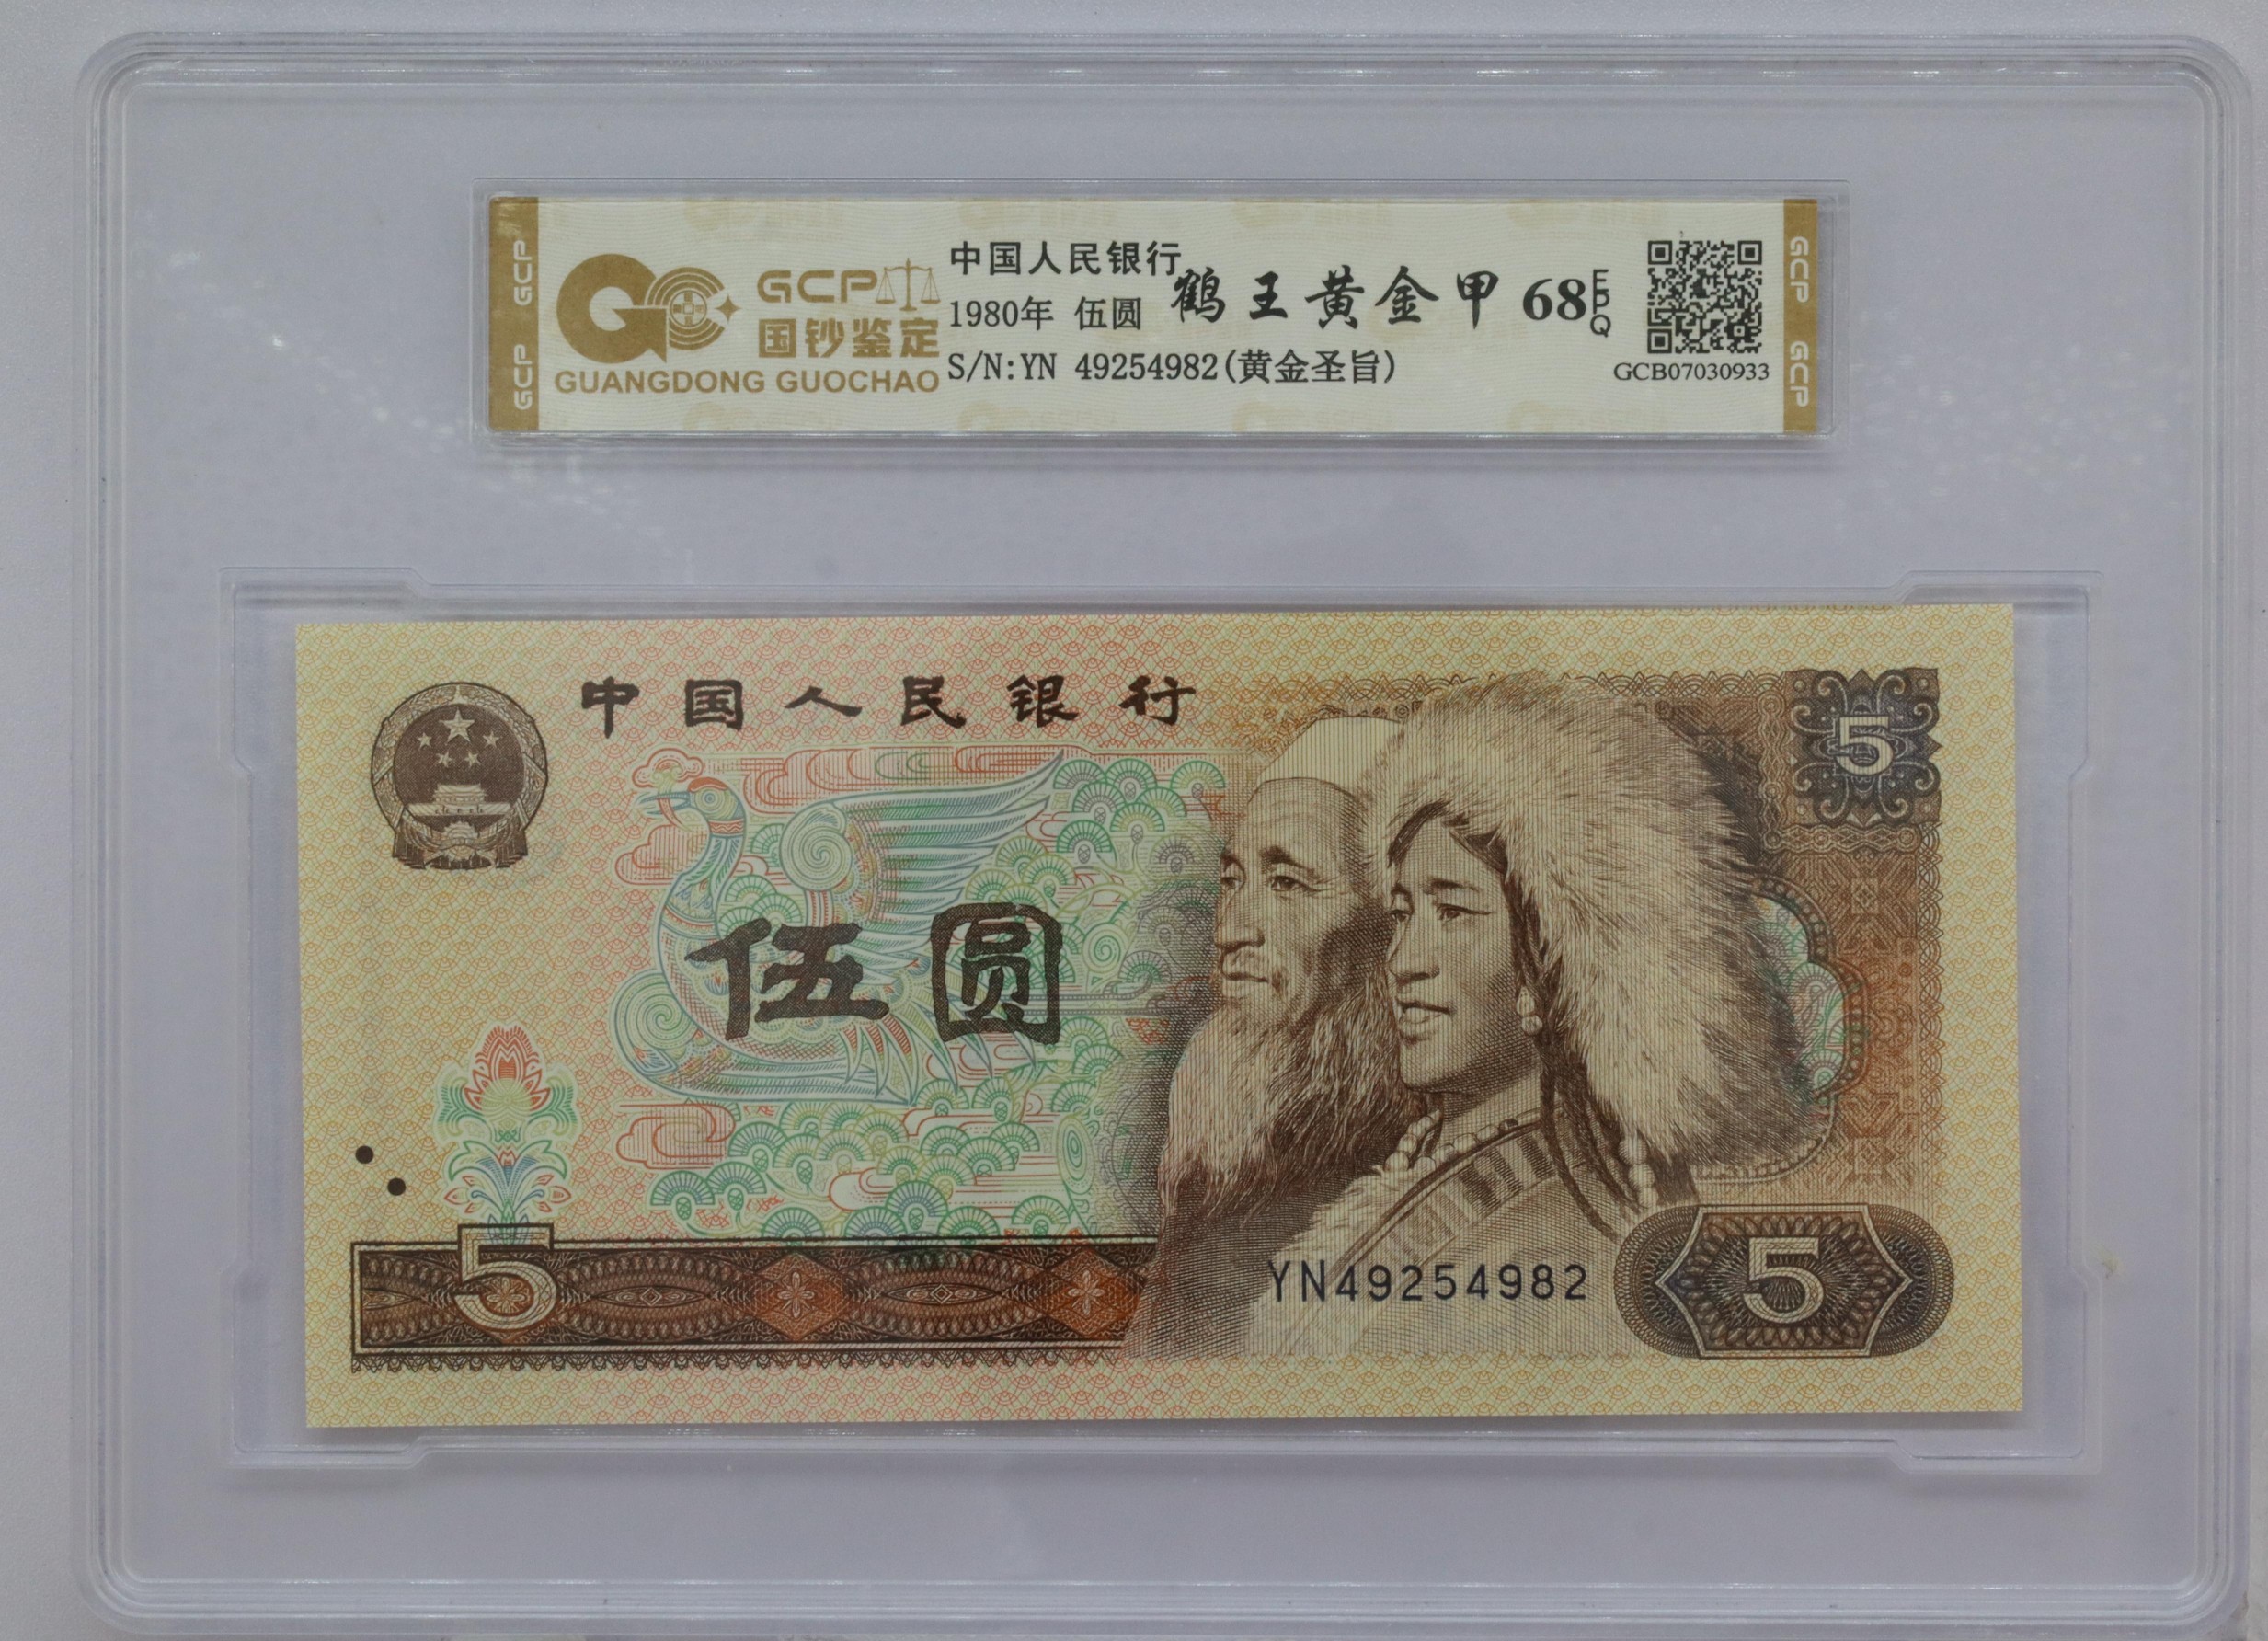 GCP GCP
GCP
国钞鉴定
GUANGDONG GUOCHAO
中国人民银行
1980年 伍圆
鹤王黄金甲 68 EPQ
S/N:YN 49254982(黄金圣旨)
GCB07030933
GCP GCP
中国人民银行
5
伍圆
5
YN49254982
5